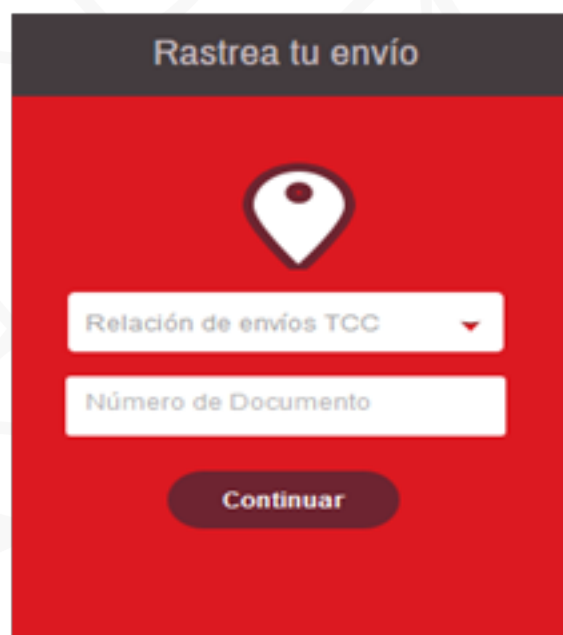 Rastrea tu envío
Relación de envíos TCC
Número de Documento
Continuar